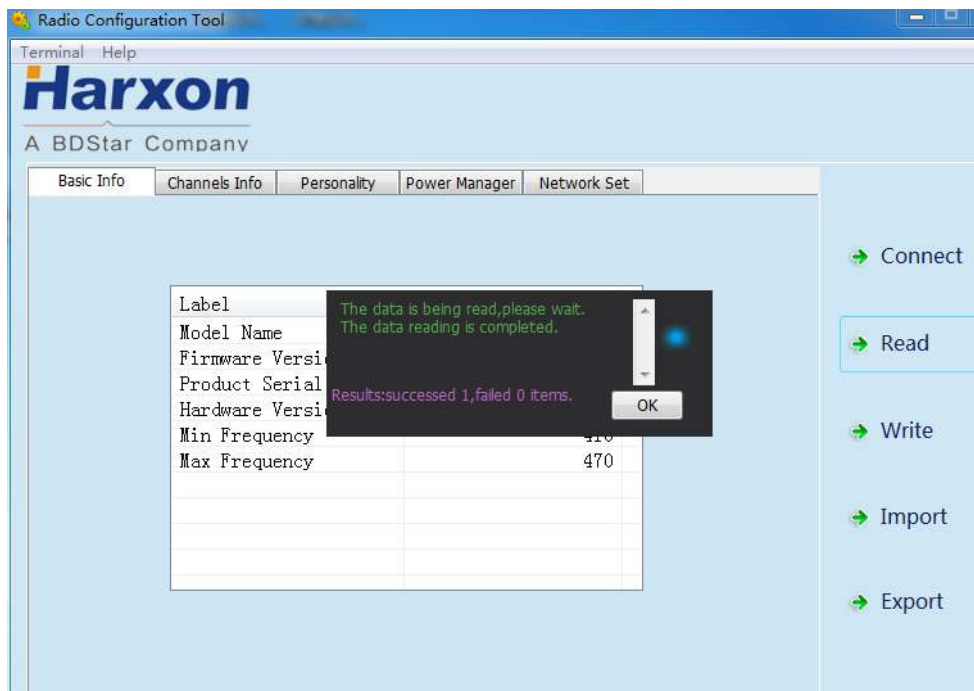 Radio Configuration Tool
Terminal Help
Harxon
A BDStar Company
Basic Info Channels Info Personality Power Manager Network Set
Connect
Label
The data is being read,please wait.
The data reading is completed.
Model Name
Read
Firmware Versi
Product Serial
Results:successed 1,failed 0 items.
OK
Hardware Versi
Write
Min Frequency
Max Frequency 470
Import
Export